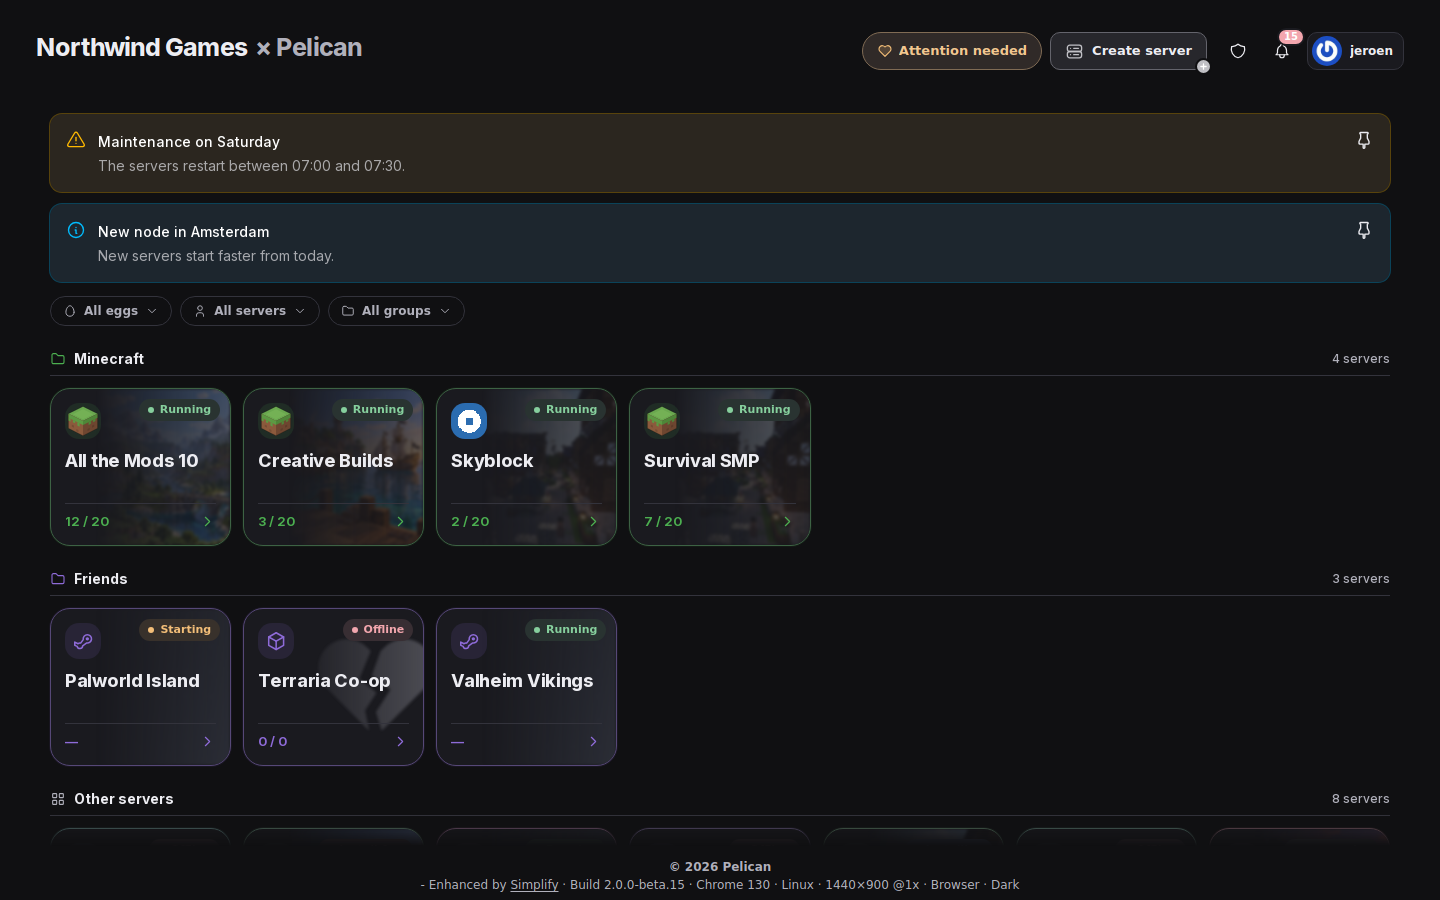 Northwind Games × Pelican
Attention needed
Create server
15
jeroen
Maintenance on Saturday
The servers restart between 07:00 and 07:30.
New node in Amsterdam
New servers start faster from today.
All eggs
All servers
All groups
Minecraft
4 servers
Running
All the Mods 10
12 / 20
Running
Creative Builds
3 / 20
Running
Skyblock
2 / 20
Running
Survival SMP
7 / 20
Friends
3 servers
Starting
Palworld Island
—
Offline
Terraria Co-op
0 / 0
Running
Valheim Vikings
—
Other servers
8 servers
© 2026 Pelican
- Enhanced by Simplify · Build 2.0.0-beta.15 · Chrome 130 · Linux · 1440×900 @1x · Browser · Dark